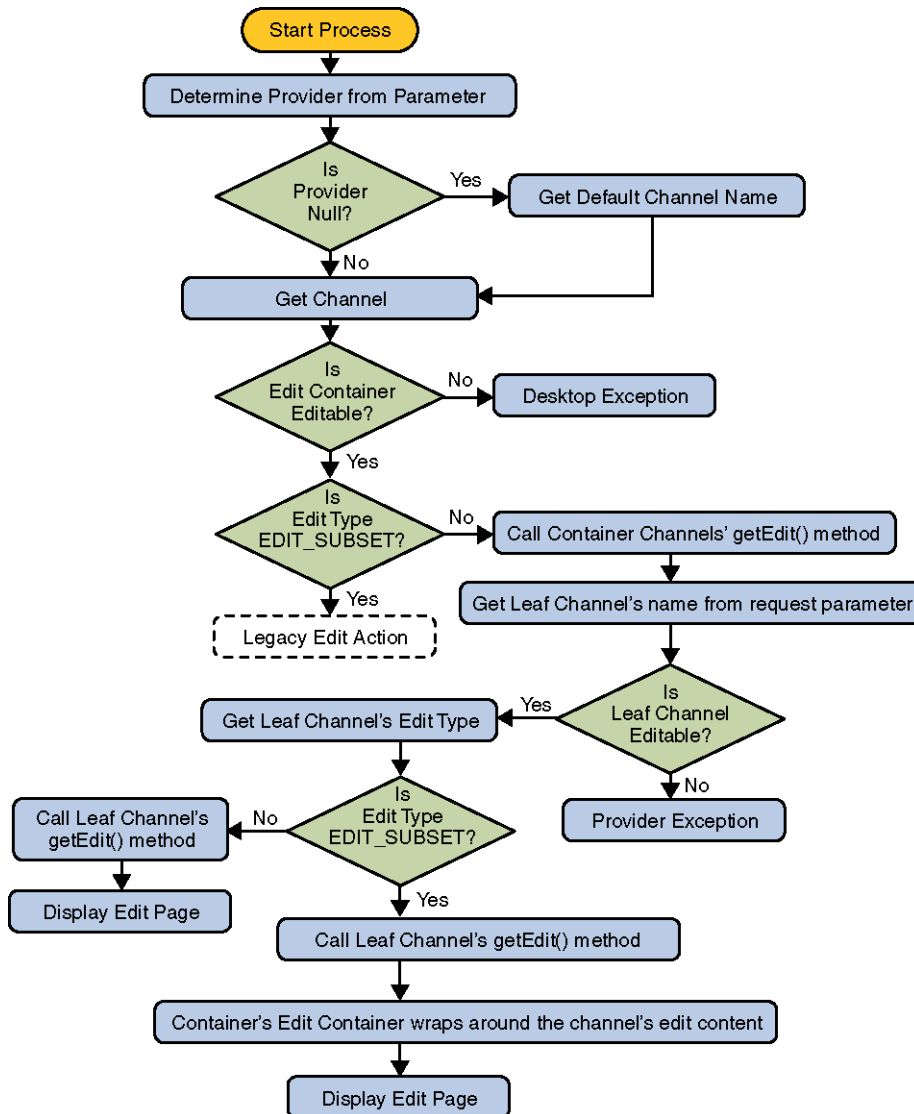 Start Process
Determine Provider from Parameter
Is
Provider
Null?
Yes
Get Default Channel Name
No
Get Channel
Is
Edit Container
Editable?
No
Desktop Exception
Yes
Is
Edit Type
EDIT_SUBSET?
No
Call Container Channels' getEdit() method
Yes
Get Leaf Channel's name from request parameter
Legacy Edit Action
Is
Leaf Channel
Editable?
Yes
Get Leaf Channel's Edit Type
No
Provider Exception
Is
Edit Type
EDIT_SUBSET?
No
Call Leaf Channel's
getEdit() method
Display Edit Page
Yes
Call Leaf Channel's getEdit() method
Container's Edit Container wraps around the channel's edit content
Display Edit Page